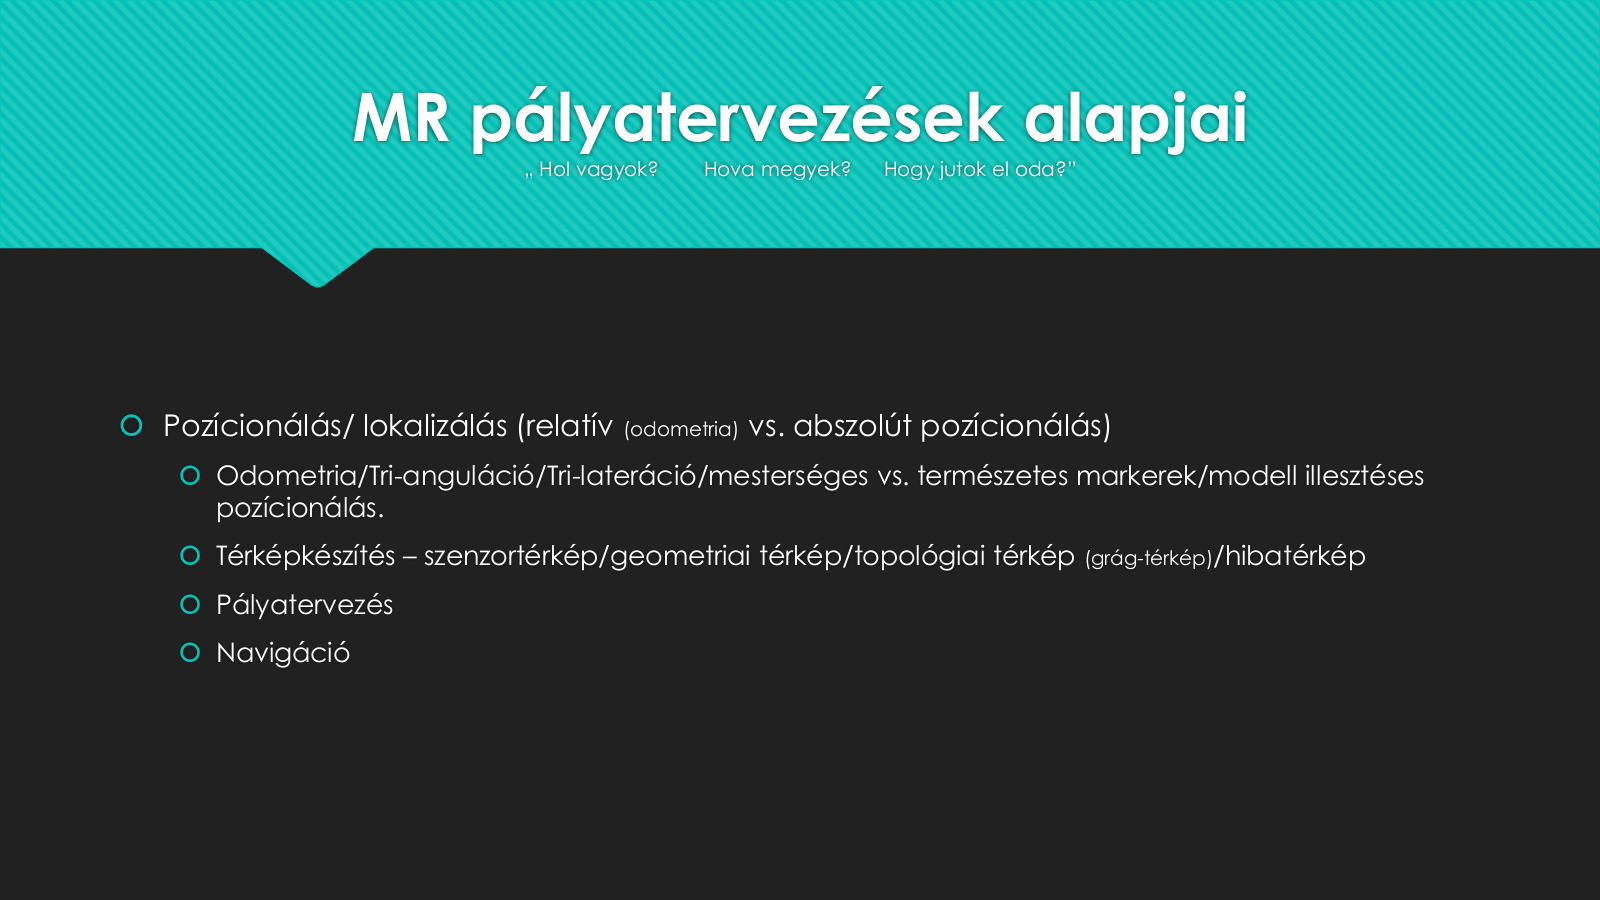 MR pályatervezések alapjai
„ Hol vagyok? Hova megyek? Hogy jutok el oda?”
Pozícionálás/ lokalizálás (relatív (odometria) vs. abszolút pozícionálás)
Odometria/Tri-anguláció/Tri-lateráció/mesterséges vs. természetes markerek/modell illesztéses
pozícionálás.
Térképkészítés – szenzortérkép/geometriai térkép/topológiai térkép (grág-térkép)/hibatérkép
Pályatervezés
Navigáció